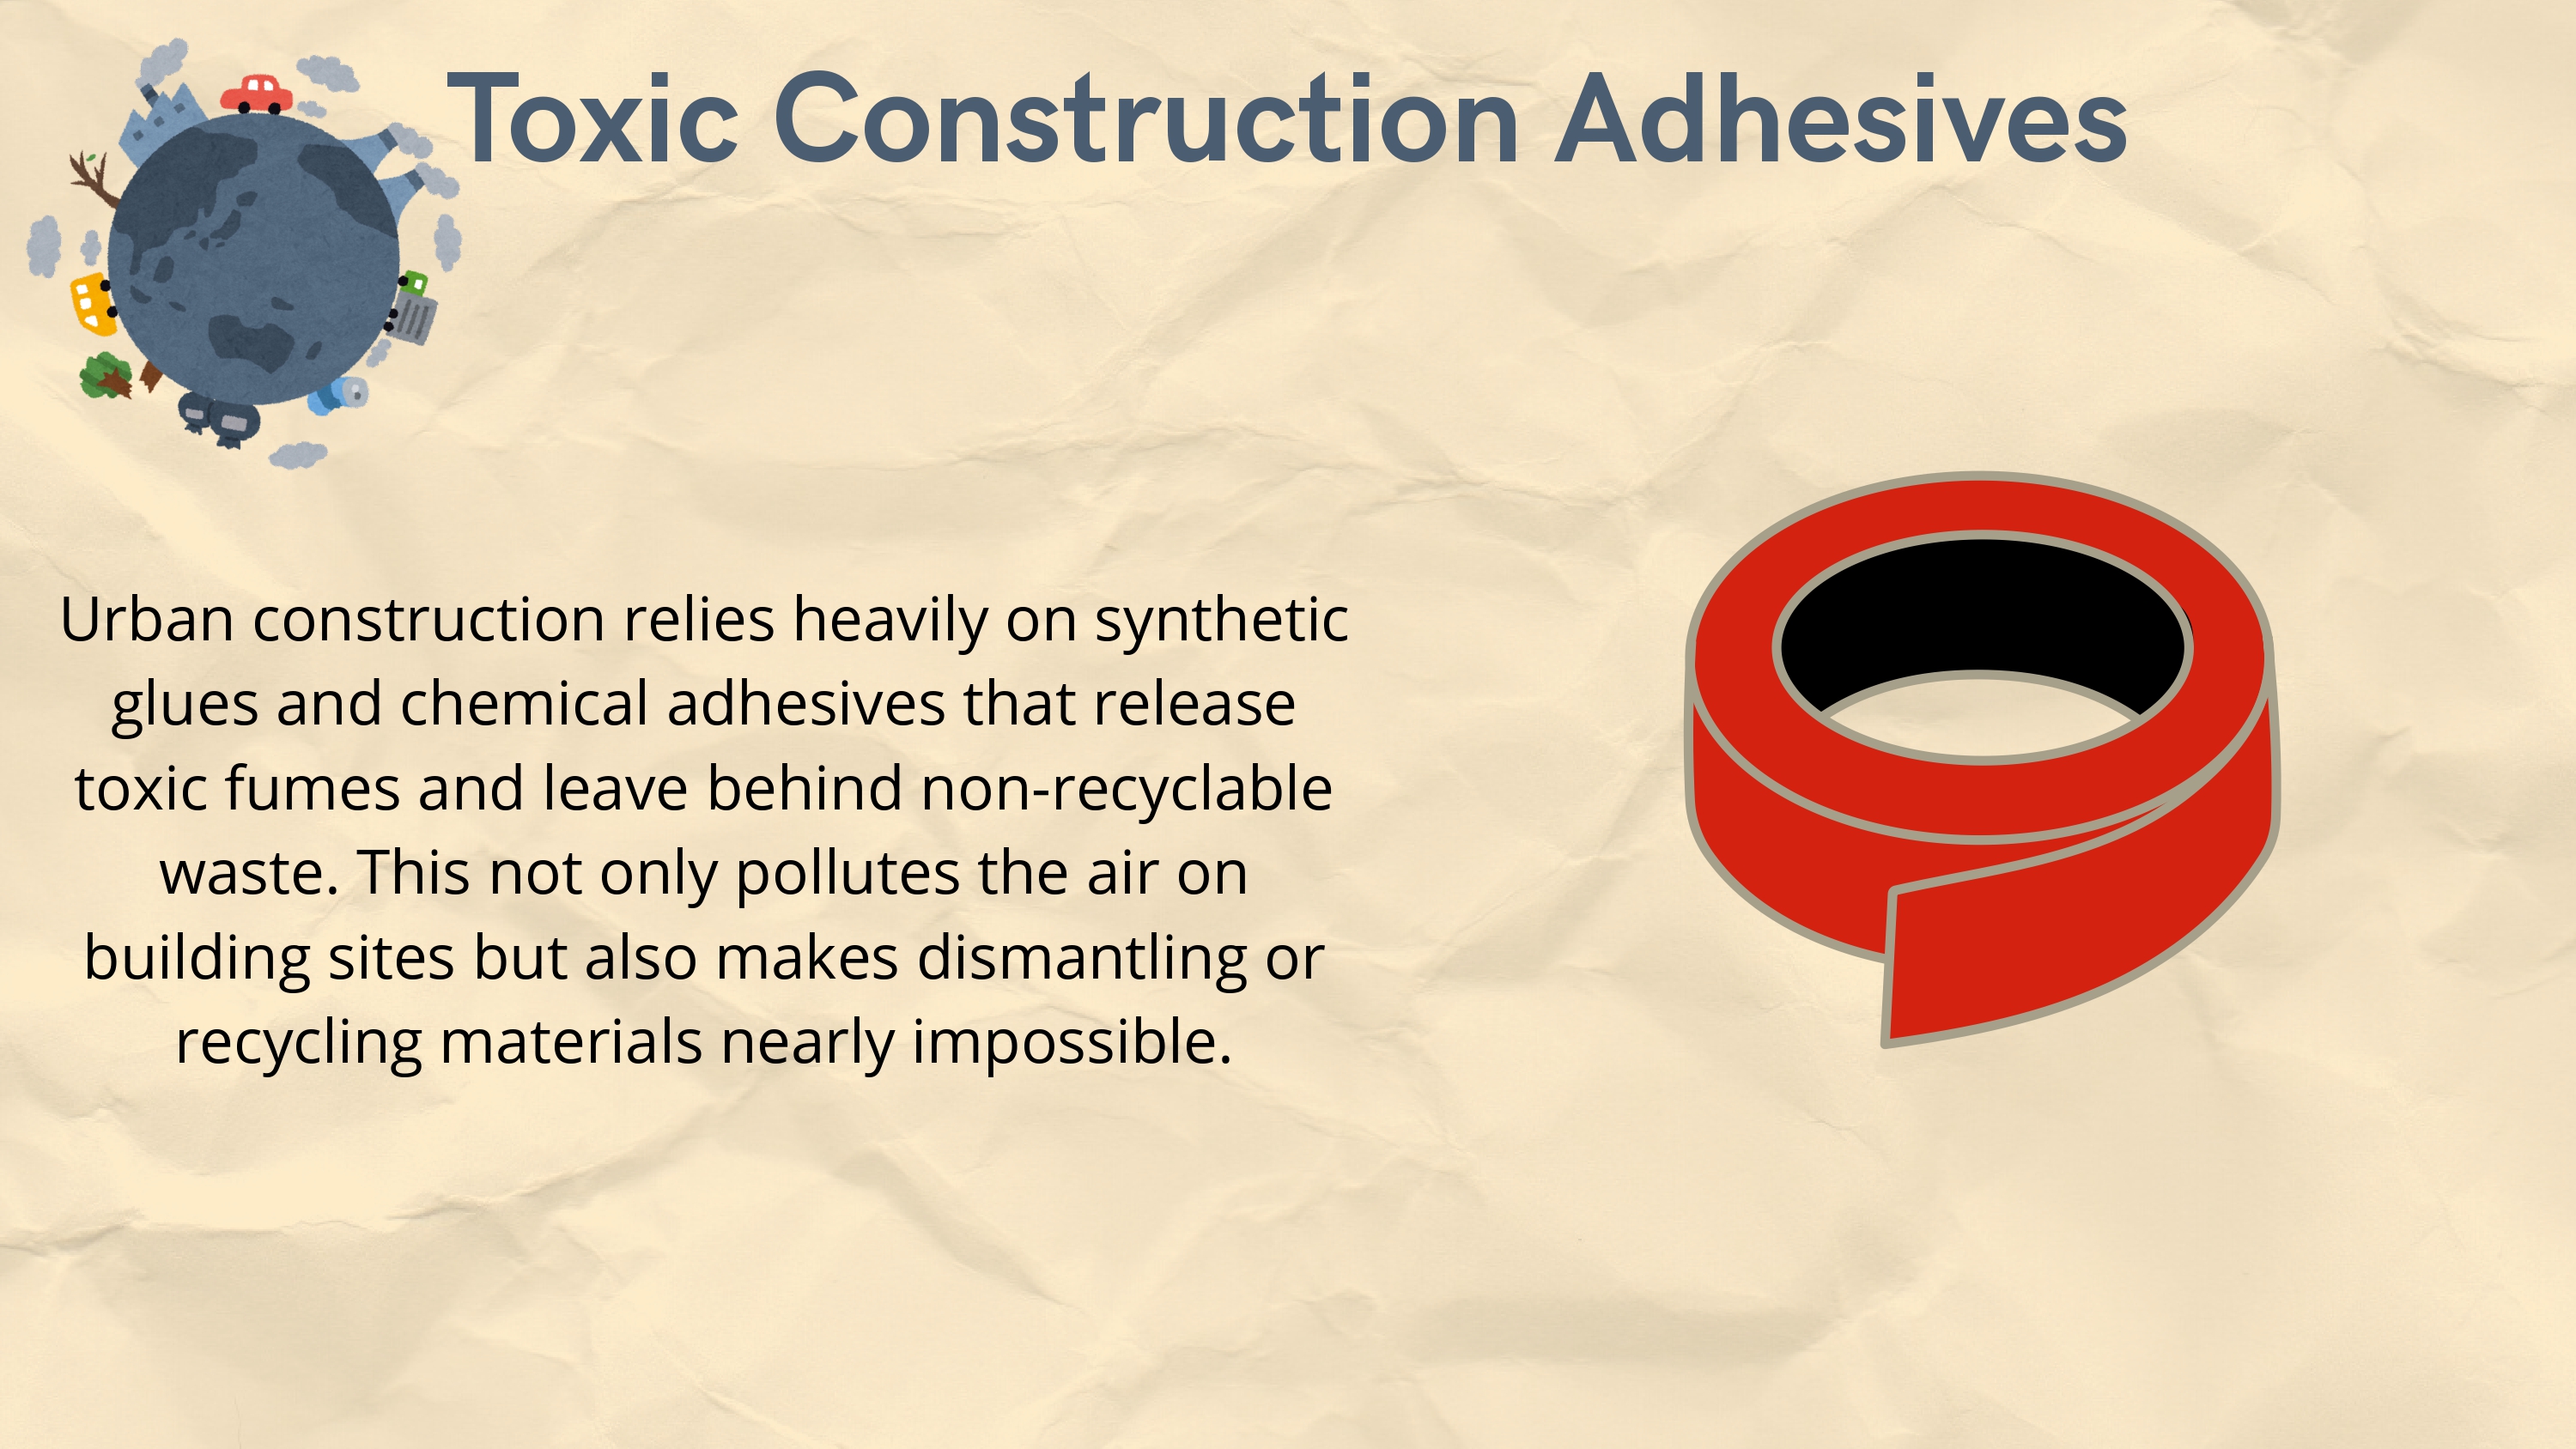 Toxic Construction Adhesives
Urban construction relies heavily on synthetic
glues and chemical adhesives that release
toxic fumes and leave behind non-recyclable
waste. This not only pollutes the air on
building sites but also makes dismantling or
recycling materials nearly impossible.